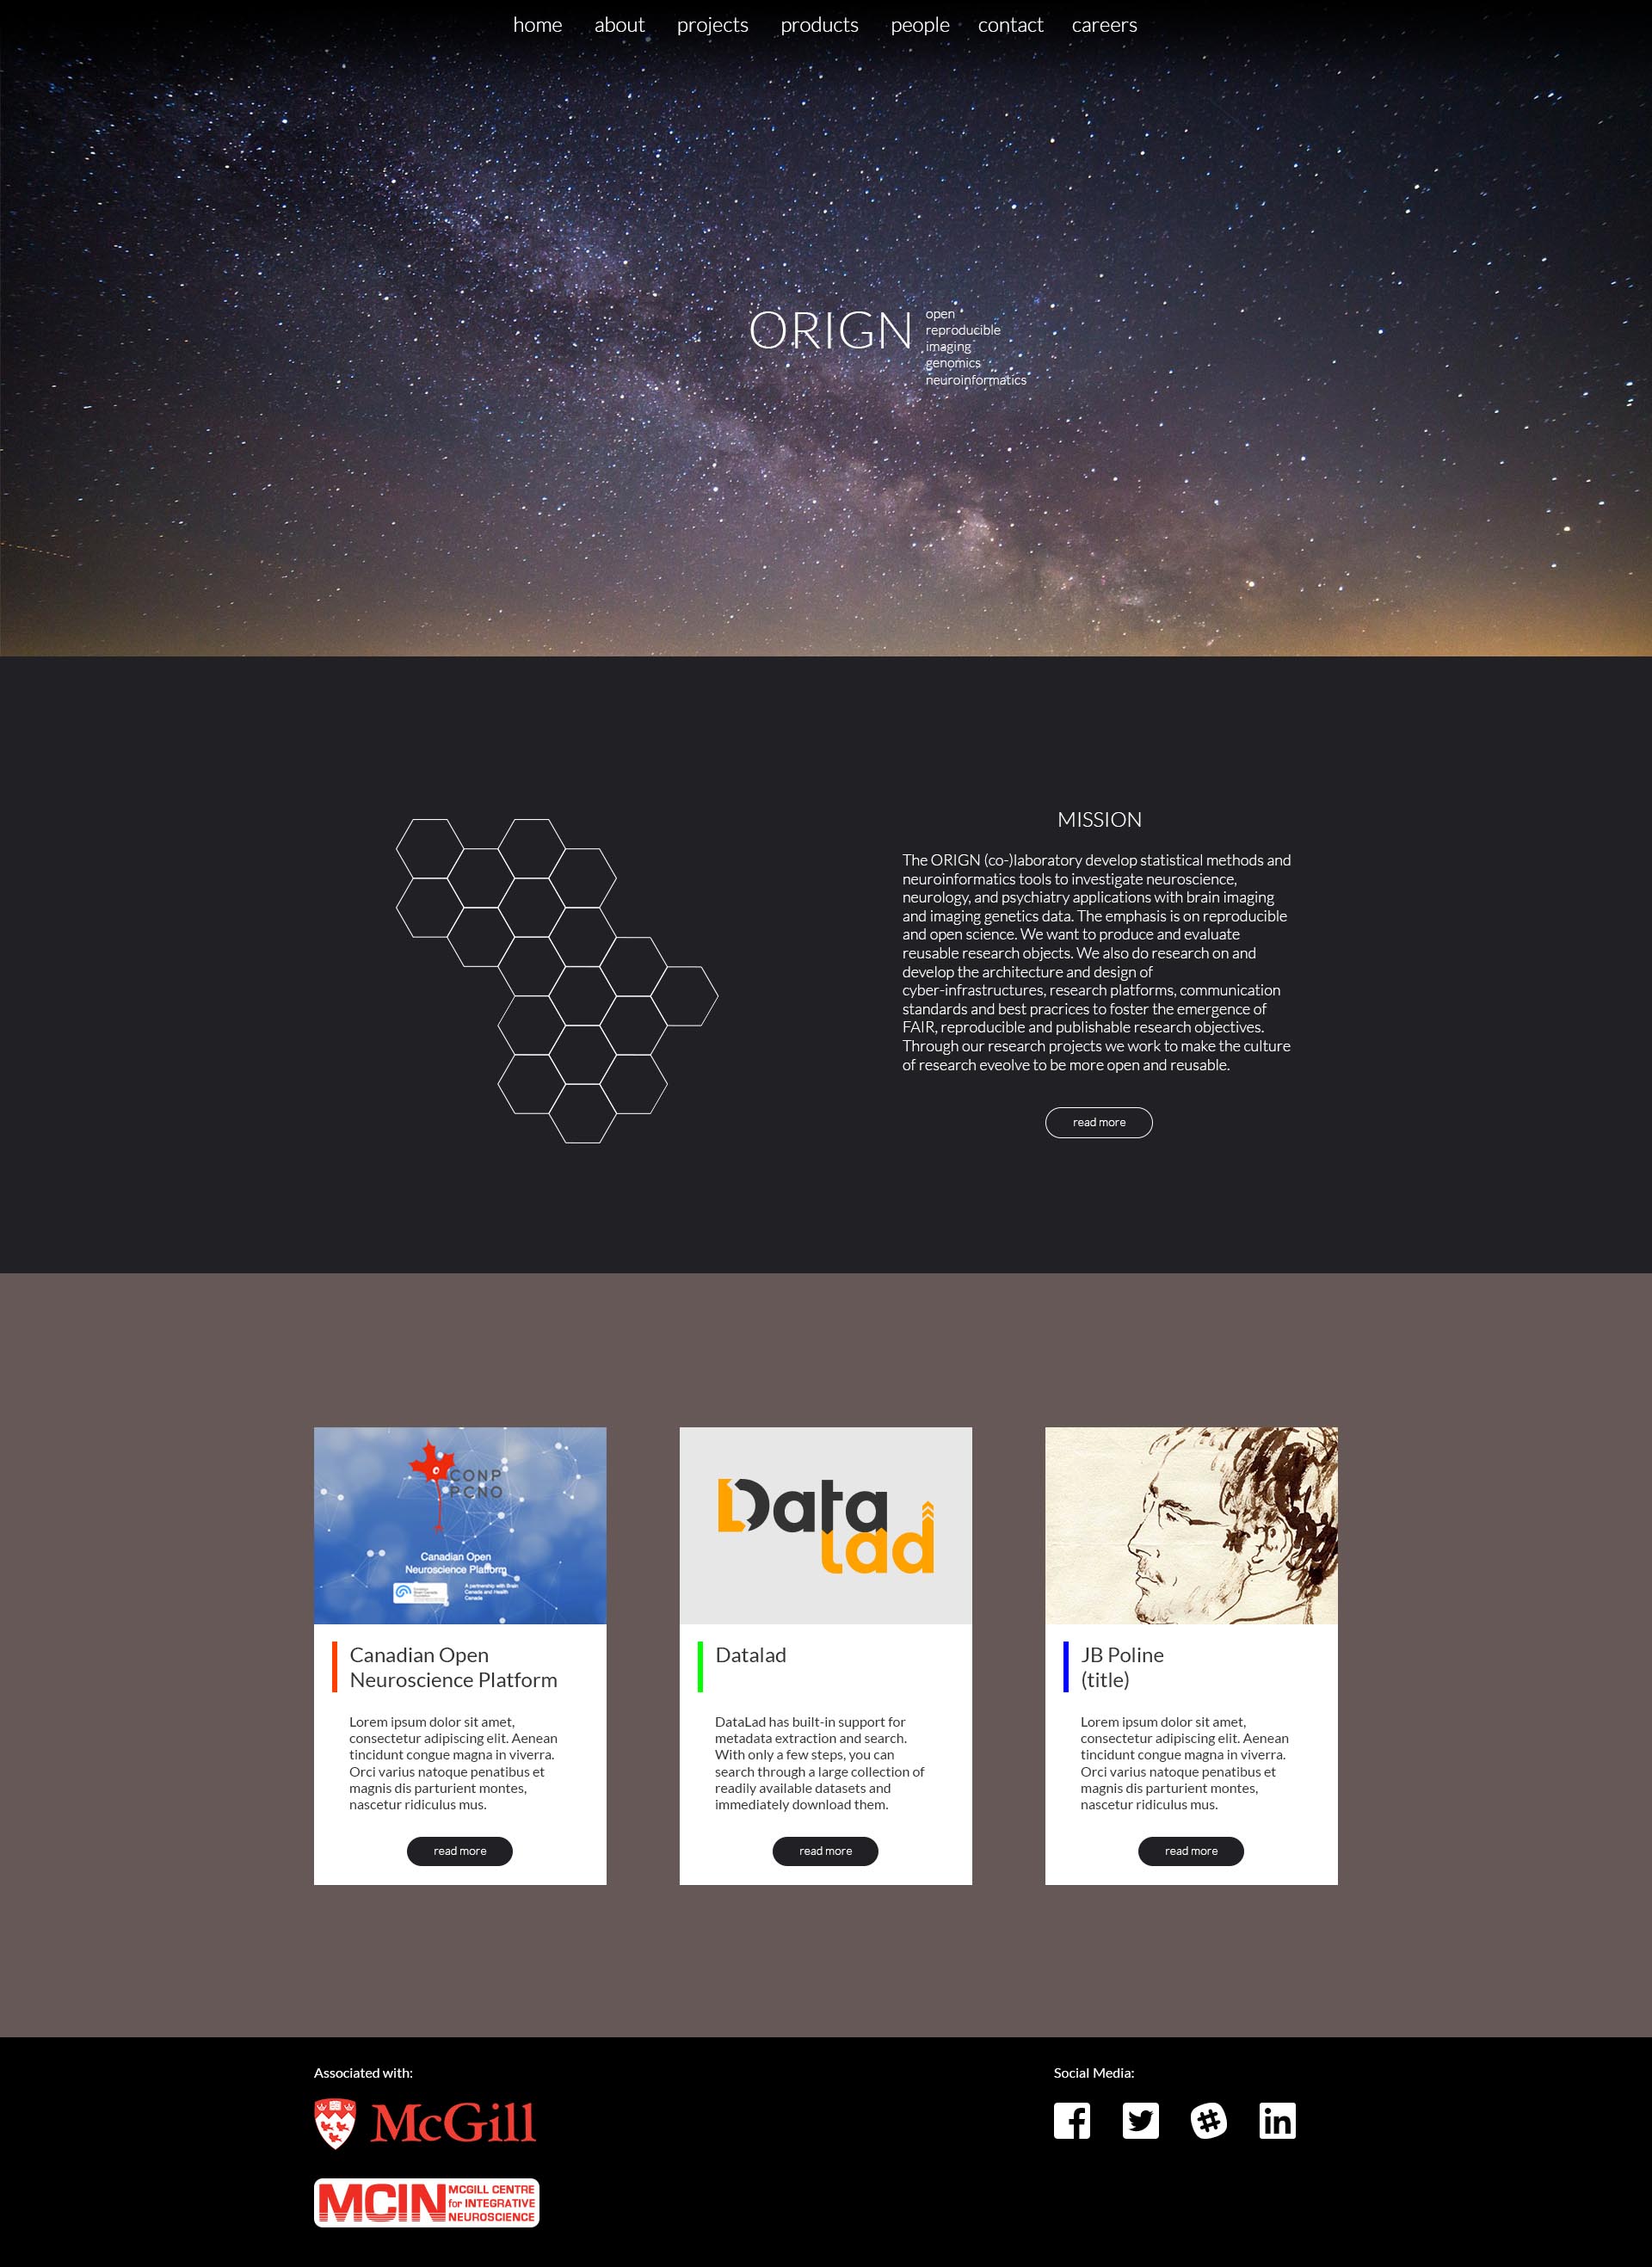 home about projects products people contact careers
ORIGN
open
reproducible
imaging
genomics
neuroinformatics
MISSION
The ORIGN (co-)laboratory develop statistical methods and
neuroinformatics tools to investigate neuroscience,
neurology, and psychiatry applications with brain imaging
and imaging genetics data. The emphasis is on reproducible
and open science. We want to produce and evaluate
reusable research objects. We also do research on and
develop the architecture and design of
cyber-infrastructures, research platforms, communication
standards and best pracrices to foster the emergence of
FAIR, reproducible and publishable research objectives.
Through our research projects we work to make the culture
of research eveolve to be more open and reusable.
read more
CONP
PCNO
Canadian Open
Neuroscience Platform
A partnership with Brain
Canada and Health
Canada
Canadian Open
Neuroscience Platform
Lorem ipsum dolor sit amet,
consectetur adipiscing elit. Aenean
tincidunt congue magna in viverra.
Orci varius natoque penatibus et
magnis dis parturient montes,
nascetur ridiculus mus.
read more
Data
lad
Datalad
DataLad has built-in support for
metadata extraction and search.
With only a few steps, you can
search through a large collection of
readily available datasets and
immediately download them.
read more
JB Poline
(title)
Lorem ipsum dolor sit amet,
consectetur adipiscing elit. Aenean
tincidunt congue magna in viverra.
Orci varius natoque penatibus et
magnis dis parturient montes,
nascetur ridiculus mus.
read more
Associated with:
McGill
MCIN
MCGILL CENTRE
for INTEGRATIVE
NEUROSCIENCE
Social Media: